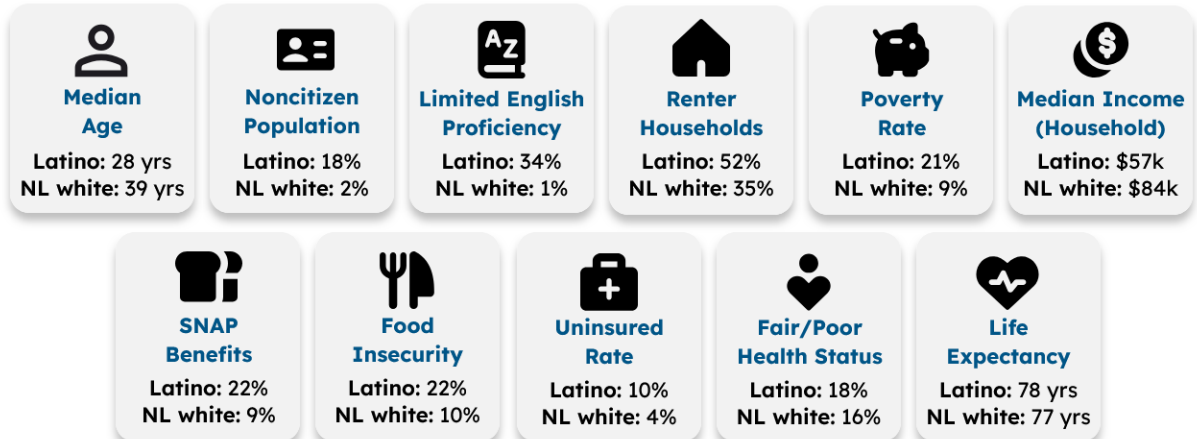 A Z
$
Median
Age
Latino: 28 yrs
NL white: 39 yrs
Noncitizen
Population
Latino: 18%
NL white: 2%
Limited English
Proficiency
Latino: 34%
NL white: 1%
Renter
Households
Latino: 52%
NL white: 35%
Poverty
Rate
Latino: 21%
NL white: 9%
Median Income
(Household)
Latino: $57k
NL white: $84k
SNAP
Benefits
Latino: 22%
NL white: 9%
Food
Insecurity
Latino: 22%
NL white: 10%
Uninsured
Rate
Latino: 10%
NL white: 4%
Fair/Poor
Health Status
Latino: 18%
NL white: 16%
Life
Expectancy
Latino: 78 yrs
NL white: 77 yrs